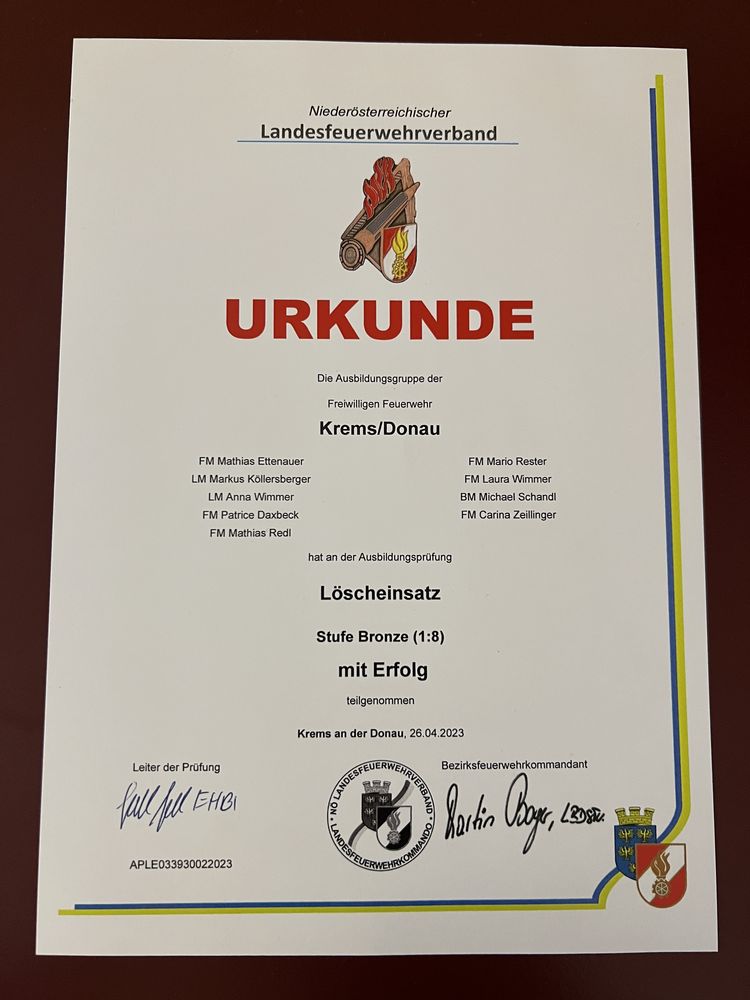 Niederösterreichischer
Landesfeuerwehrverband
URKUNDE
Die Ausbildungsgruppe der
Freiwilligen Feuerwehr
Krems/Donau
FM Mathias Ettenauer
LM Markus Köllersberger
LM Anna Wimmer
FM Patrice Daxbeck
FM Mathias Redl
FM Mario Rester
FM Laura Wimmer
BM Michael Schandl
FM Carina Zeillinger
hat an der Ausbildungsprüfung
Löscheinsatz
Stufe Bronze (1:8)
mit Erfolg
teilgenommen
Krems an der Donau, 26.04.2023
Leiter der Prüfung
EHBI
APLE033930022023
NÖ LANDESFEUERWEHRVERBAND
* LANDESFEUERWEHRKOMMANDO *
Bezirksfeuerwehrkommandant
Martin Boyer,